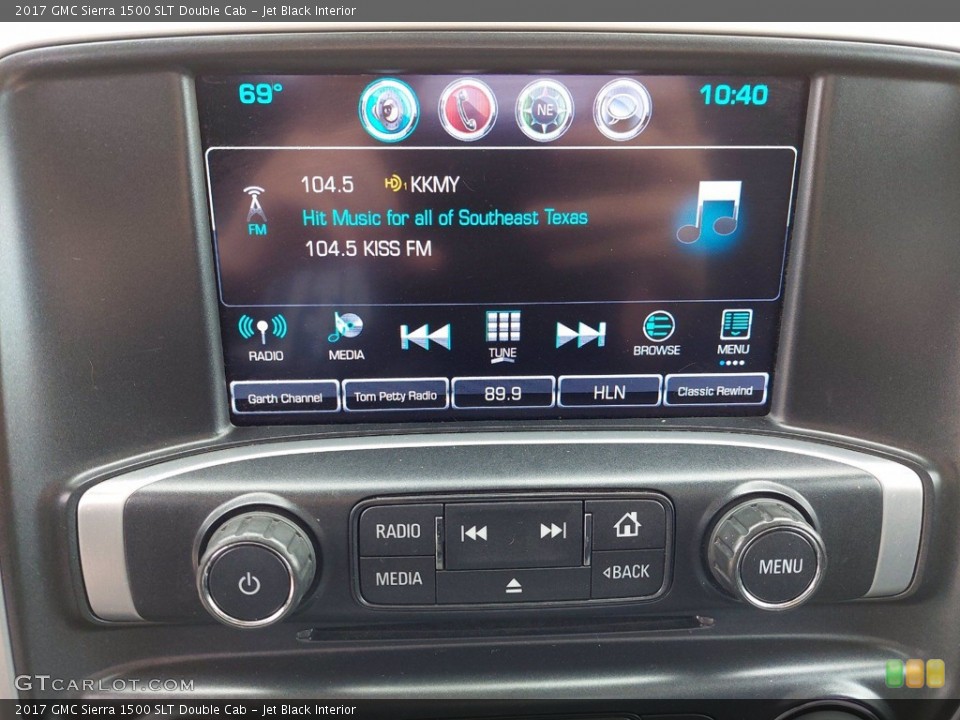 2017 GMC Sierra 1500 SLT Double Cab - Jet Black Interior
69°
NE
10:40
104.5 HD1 KKMY
FM
Hit Music for all of Southeast Texas
104.5 KISS FM
RADIO
MEDIA
TUNE
BROWSE
MENU
Garth Channel
Tom Petty Radio
89.9
HLN
Classic Rewind
RADIO
MEDIA
BACK
MENU
GTCARLOT.COM
2017 GMC Sierra 1500 SLT Double Cab - Jet Black Interior